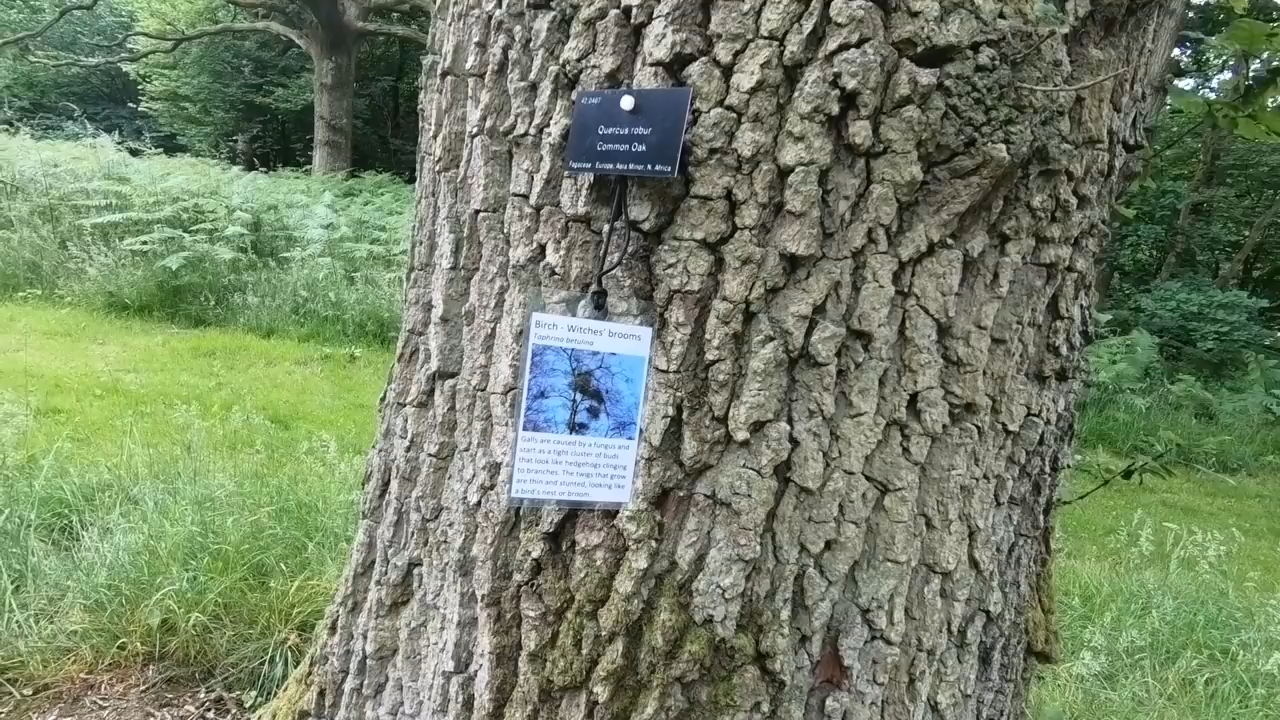 42.0467
Quercus robur
Common Oak
Fagaceae Europe, Asia Minor, N. Africa
Birch - Witches' brooms
Taphrina betulina
Galls are caused by a fungus and
start as a tight cluster of buds
that look like hedgehogs clinging
to branches. The twigs that grow
are thin and stunted, looking like
a bird's nest or broom.